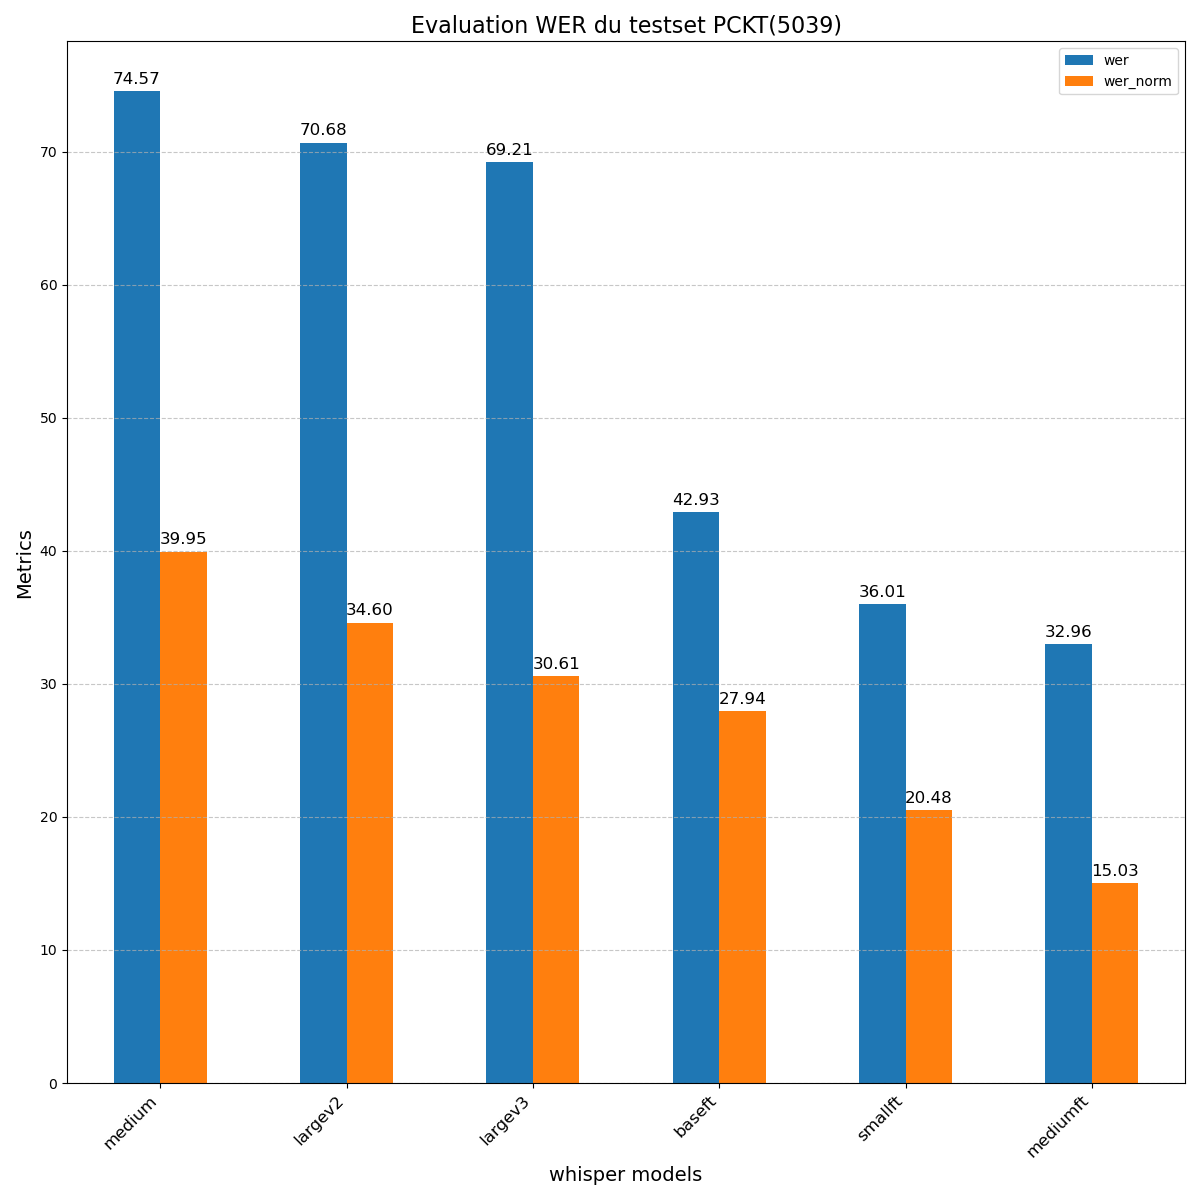 Evaluation WER du testset PCKT(5039)
wer
wer_norm
74.57
70.68
69.21
42.93
36.01
32.96
39.95
34.60
30.61
27.94
20.48
15.03
Metrics
70
60
50
40
30
20
10
0
medium
largev2
largev3
baseft
smallft
mediumft
whisper models